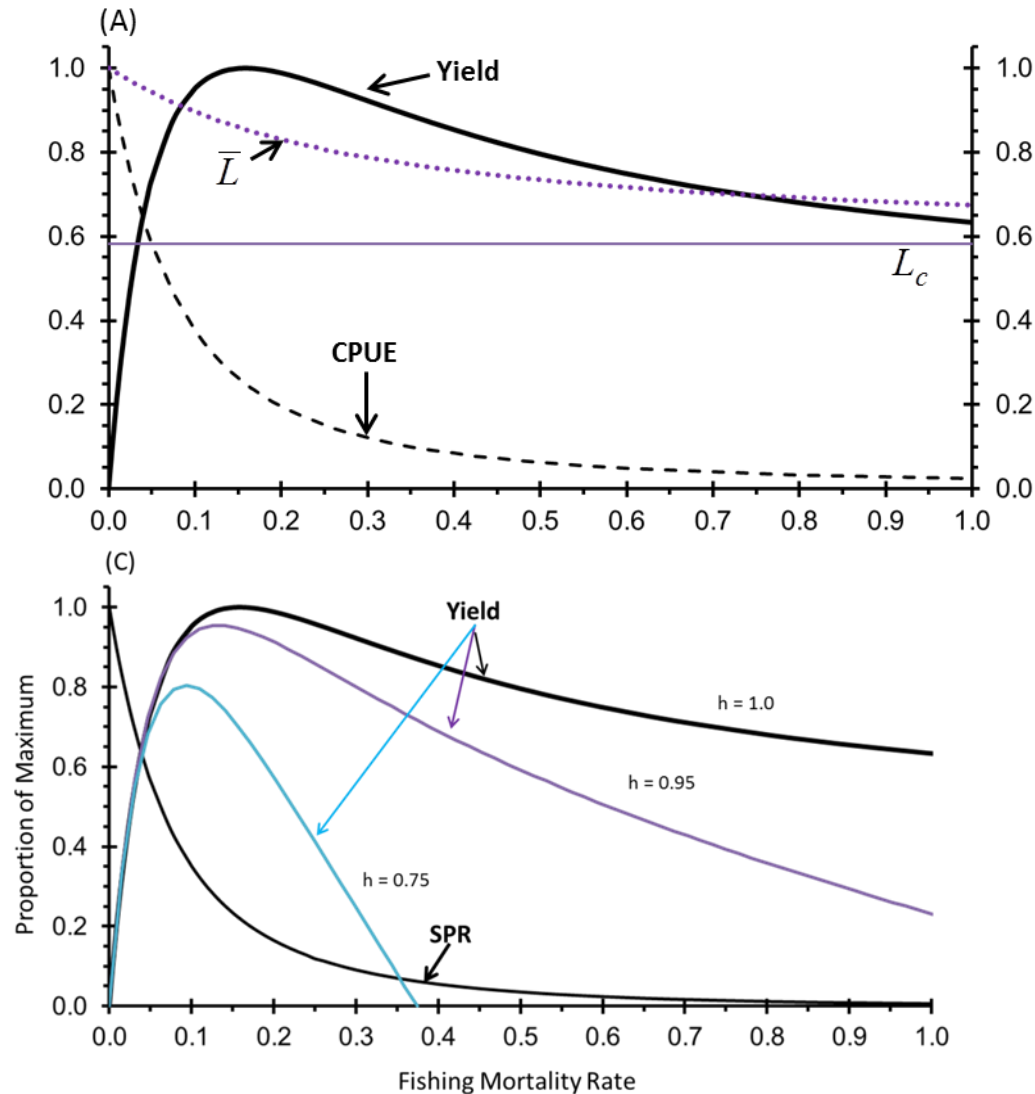 (A)
1.0 1.0
Yield
0.8 0.8
L̅
0.6 0.6
L_c
0.4 0.4
CPUE
0.2 0.2
0.0 0.0
0.0 0.1 0.2 0.3 0.4 0.5 0.6 0.7 0.8 0.9 1.0
(C)
1.0
Yield
0.8
h = 1.0
0.6
h = 0.95
0.4
h = 0.75
0.2
SPR
0.0
0.0 0.1 0.2 0.3 0.4 0.5 0.6 0.7 0.8 0.9 1.0
Proportion of Maximum
Fishing Mortality Rate